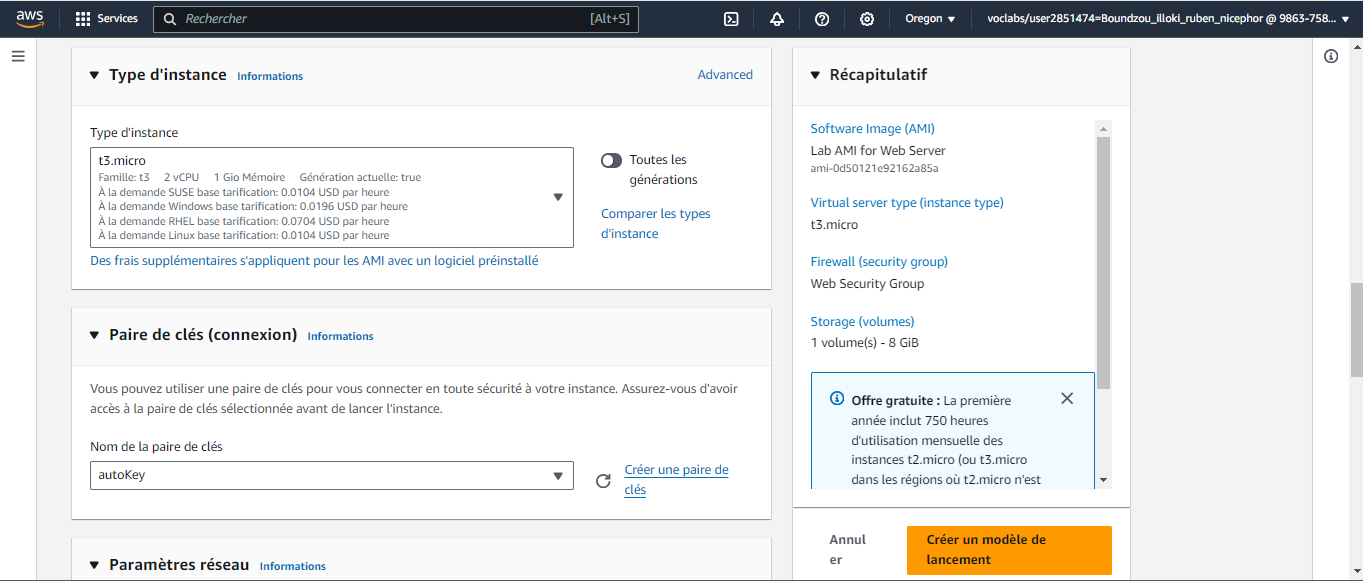 aws
Services
Rechercher
[Alt+S]
Oregon
voclabs/user2851474=Boundzou_illoki_ruben_nicephor @ 9863-758...
Type d'instance
Informations
Advanced
Type d'instance
t3.micro
Famille: t3 2 vCPU 1 Gio Mémoire Génération actuelle: true
À la demande SUSE base tarification: 0.0104 USD par heure
À la demande Windows base tarification: 0.0196 USD par heure
À la demande RHEL base tarification: 0.0704 USD par heure
À la demande Linux base tarification: 0.0104 USD par heure
Toutes les
générations
Comparer les types
d'instance
Des frais supplémentaires s'appliquent pour les AMI avec un logiciel préinstallé
Paire de clés (connexion)
Informations
Vous pouvez utiliser une paire de clés pour vous connecter en toute sécurité à votre instance. Assurez-vous d'avoir
accès à la paire de clés sélectionnée avant de lancer l'instance.
Nom de la paire de clés
autoKey
Créer une paire de
clés
Paramètres réseau
Informations
Récapitulatif
Software Image (AMI)
Lab AMI for Web Server
ami-0d50121e92162a85a
Virtual server type (instance type)
t3.micro
Firewall (security group)
Web Security Group
Storage (volumes)
1 volume(s) - 8 GiB
Offre gratuite : La première
année inclut 750 heures
d'utilisation mensuelle des
instances t2.micro (ou t3.micro
dans les régions où t2.micro n'est
Annul
er
Créer un modèle de
lancement